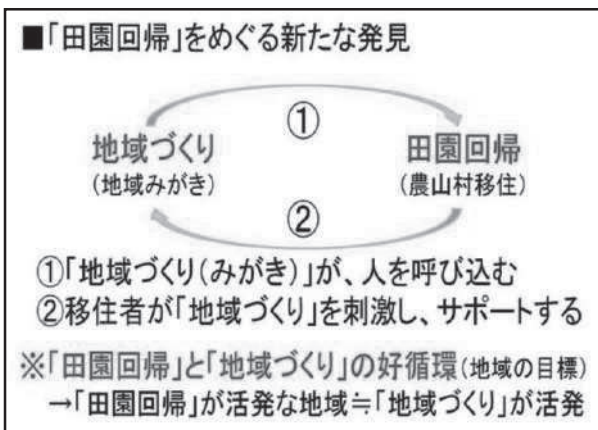 ■「田園回帰」をめぐる新たな発見
①
地域づくり 田園回帰
(地域みがき) (農山村移住)
②
①「地域づくり(みがき)」が、人を呼び込む
②移住者が「地域づくり」を刺激し、サポートする
※「田園回帰」と「地域づくり」の好循環(地域の目標)
→「田園回帰」が活発な地域≒「地域づくり」が活発